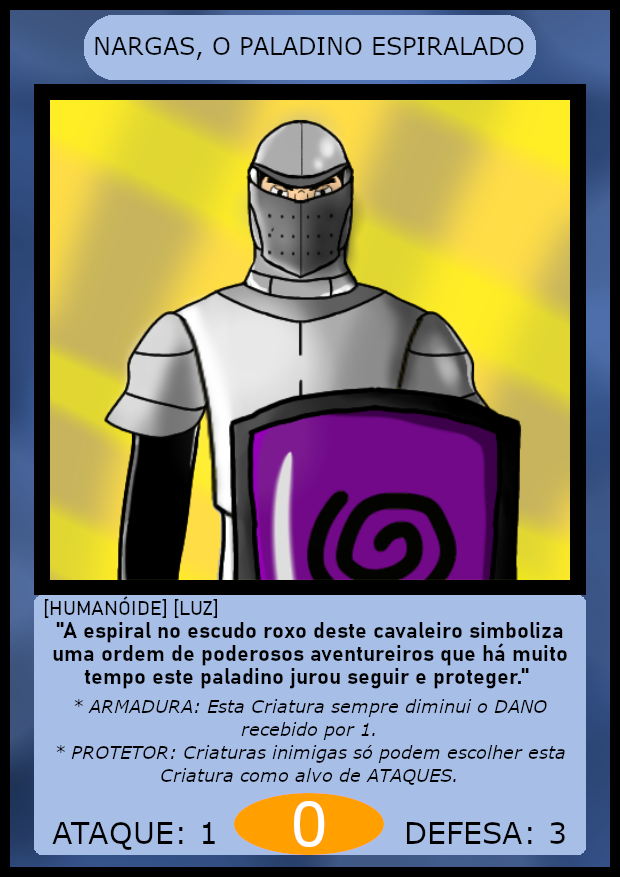 NARGAS, O PALADINO ESPIRALADO
[HUMANÓIDE] [LUZ]
"A espiral no escudo roxo deste cavaleiro simboliza
uma ordem de poderosos aventureiros que há muito
tempo este paladino jurou seguir e proteger."
* ARMADURA: Esta Criatura sempre diminui o DANO
recebido por 1.
* PROTETOR: Criaturas inimigas só podem escolher esta
Criatura como alvo de ATAQUES.
ATAQUE: 1 0 DEFESA: 3